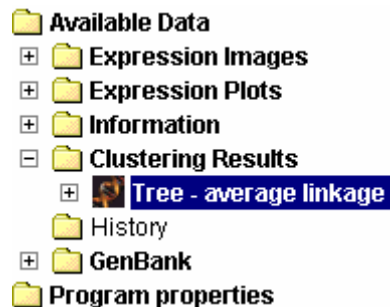 Available Data
Expression Images
Expression Plots
Information
Clustering Results
Tree - average linkage
History
GenBank
Program properties